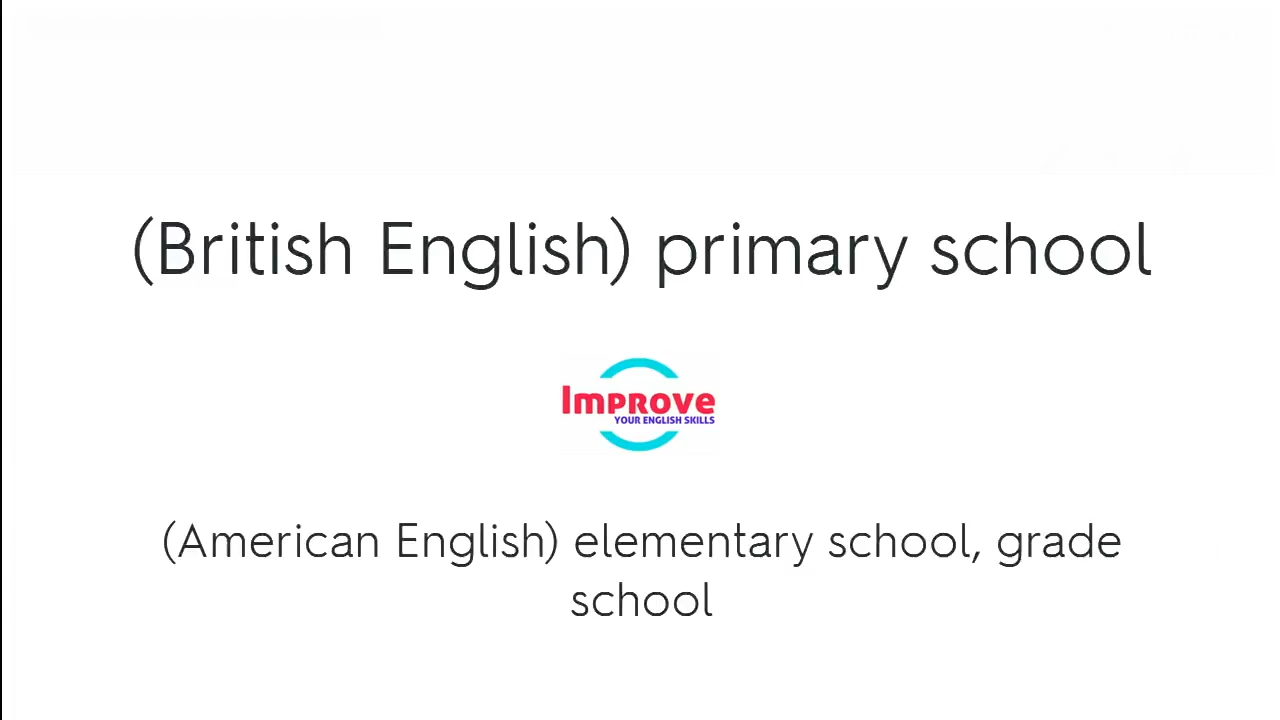 (British English) primary school
Improve
YOUR ENGLISH SKILLS
(American English) elementary school, grade
school